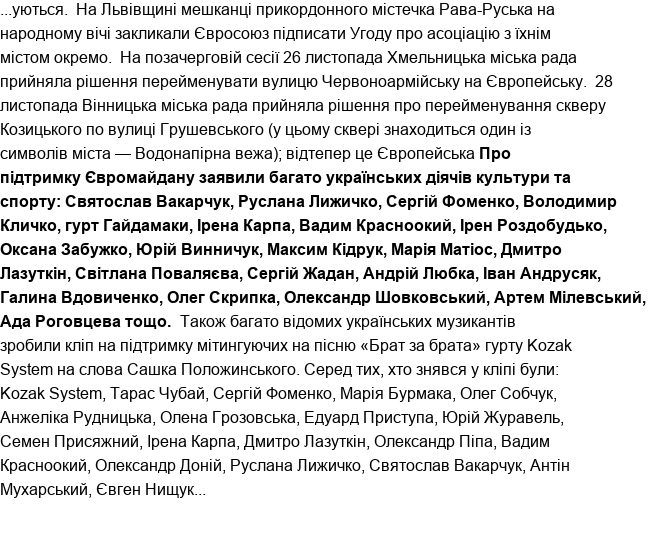 ...уються.  На Львівщині мешканці прикордонного містечка Рава-Руська на
народному вічі закликали Євросоюз підписати Угоду про асоціацію з їхнім
містом окремо.  На позачерговій сесії 26 листопада Хмельницька міська рада
прийняла рішення перейменувати вулицю Червоноармійську на Європейську.  28
листопада Вінницька міська рада прийняла рішення про перейменування скверу
Козицького по вулиці Грушевського (у цьому сквері знаходиться один із
символів міста — Водонапірна вежа); відтепер це Європейська Про
підтримку Євромайдану заявили багато українських діячів культури та
спорту: Святослав Вакарчук, Руслана Лижичко, Сергій Фоменко, Володимир
Кличко, гурт Гайдамаки, Ірена Карпа, Вадим Красноокий, Ірен Роздобудько,
Оксана Забужко, Юрій Винничук, Максим Кідрук, Марія Матіос, Дмитро
Лазуткін, Світлана Поваляєва, Сергій Жадан, Андрій Любка, Іван Андрусяк,
Галина Вдовиченко, Олег Скрипка, Олександр Шовковський, Артем Мілевський,
Ада Роговцева тощо.  Також багато відомих українських музикантів
зробили кліп на підтримку мітингуючих на пісню «Брат за брата» гурту Kozak
System на слова Сашка Положинського. Серед тих, хто знявся у кліпі були:
Kozak System, Тарас Чубай, Сергій Фоменко, Марія Бурмака, Олег Собчук,
Анжеліка Рудницька, Олена Грозовська, Едуард Приступа, Юрій Журавель,
Семен Присяжний, Ірена Карпа, Дмитро Лазуткін, Олександр Піпа, Вадим
Красноокий, Олександр Доній, Руслана Лижичко, Святослав Вакарчук, Антін
Мухарський, Євген Нищук...